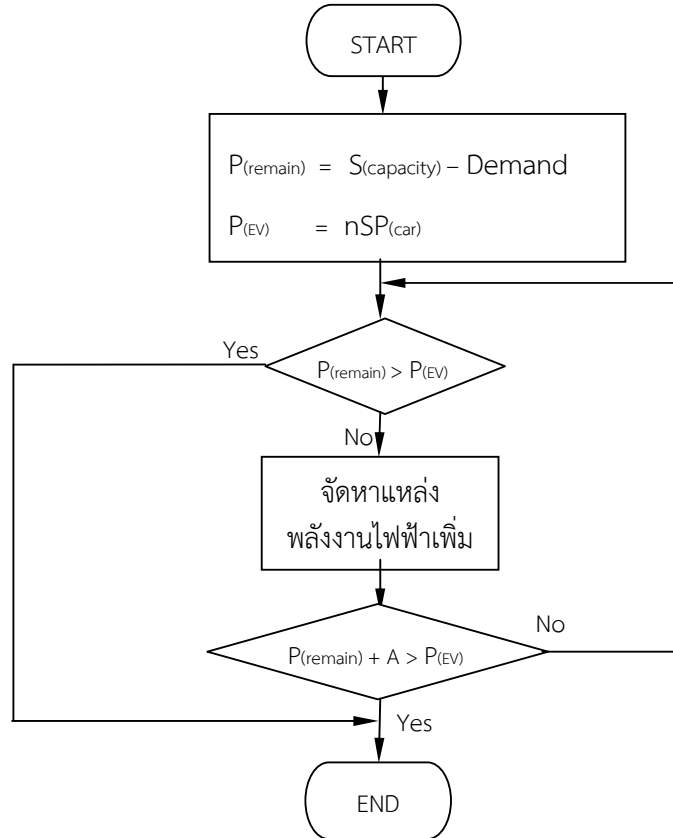 START
P(remain) = S(capacity) – Demand
P(EV) = nSP(car)
Yes
P(remain) > P(EV)
No
จัดหาแหล่ง
พลังงานไฟฟ้าเพิ่ม
No
P(remain) + A > P(EV)
Yes
END